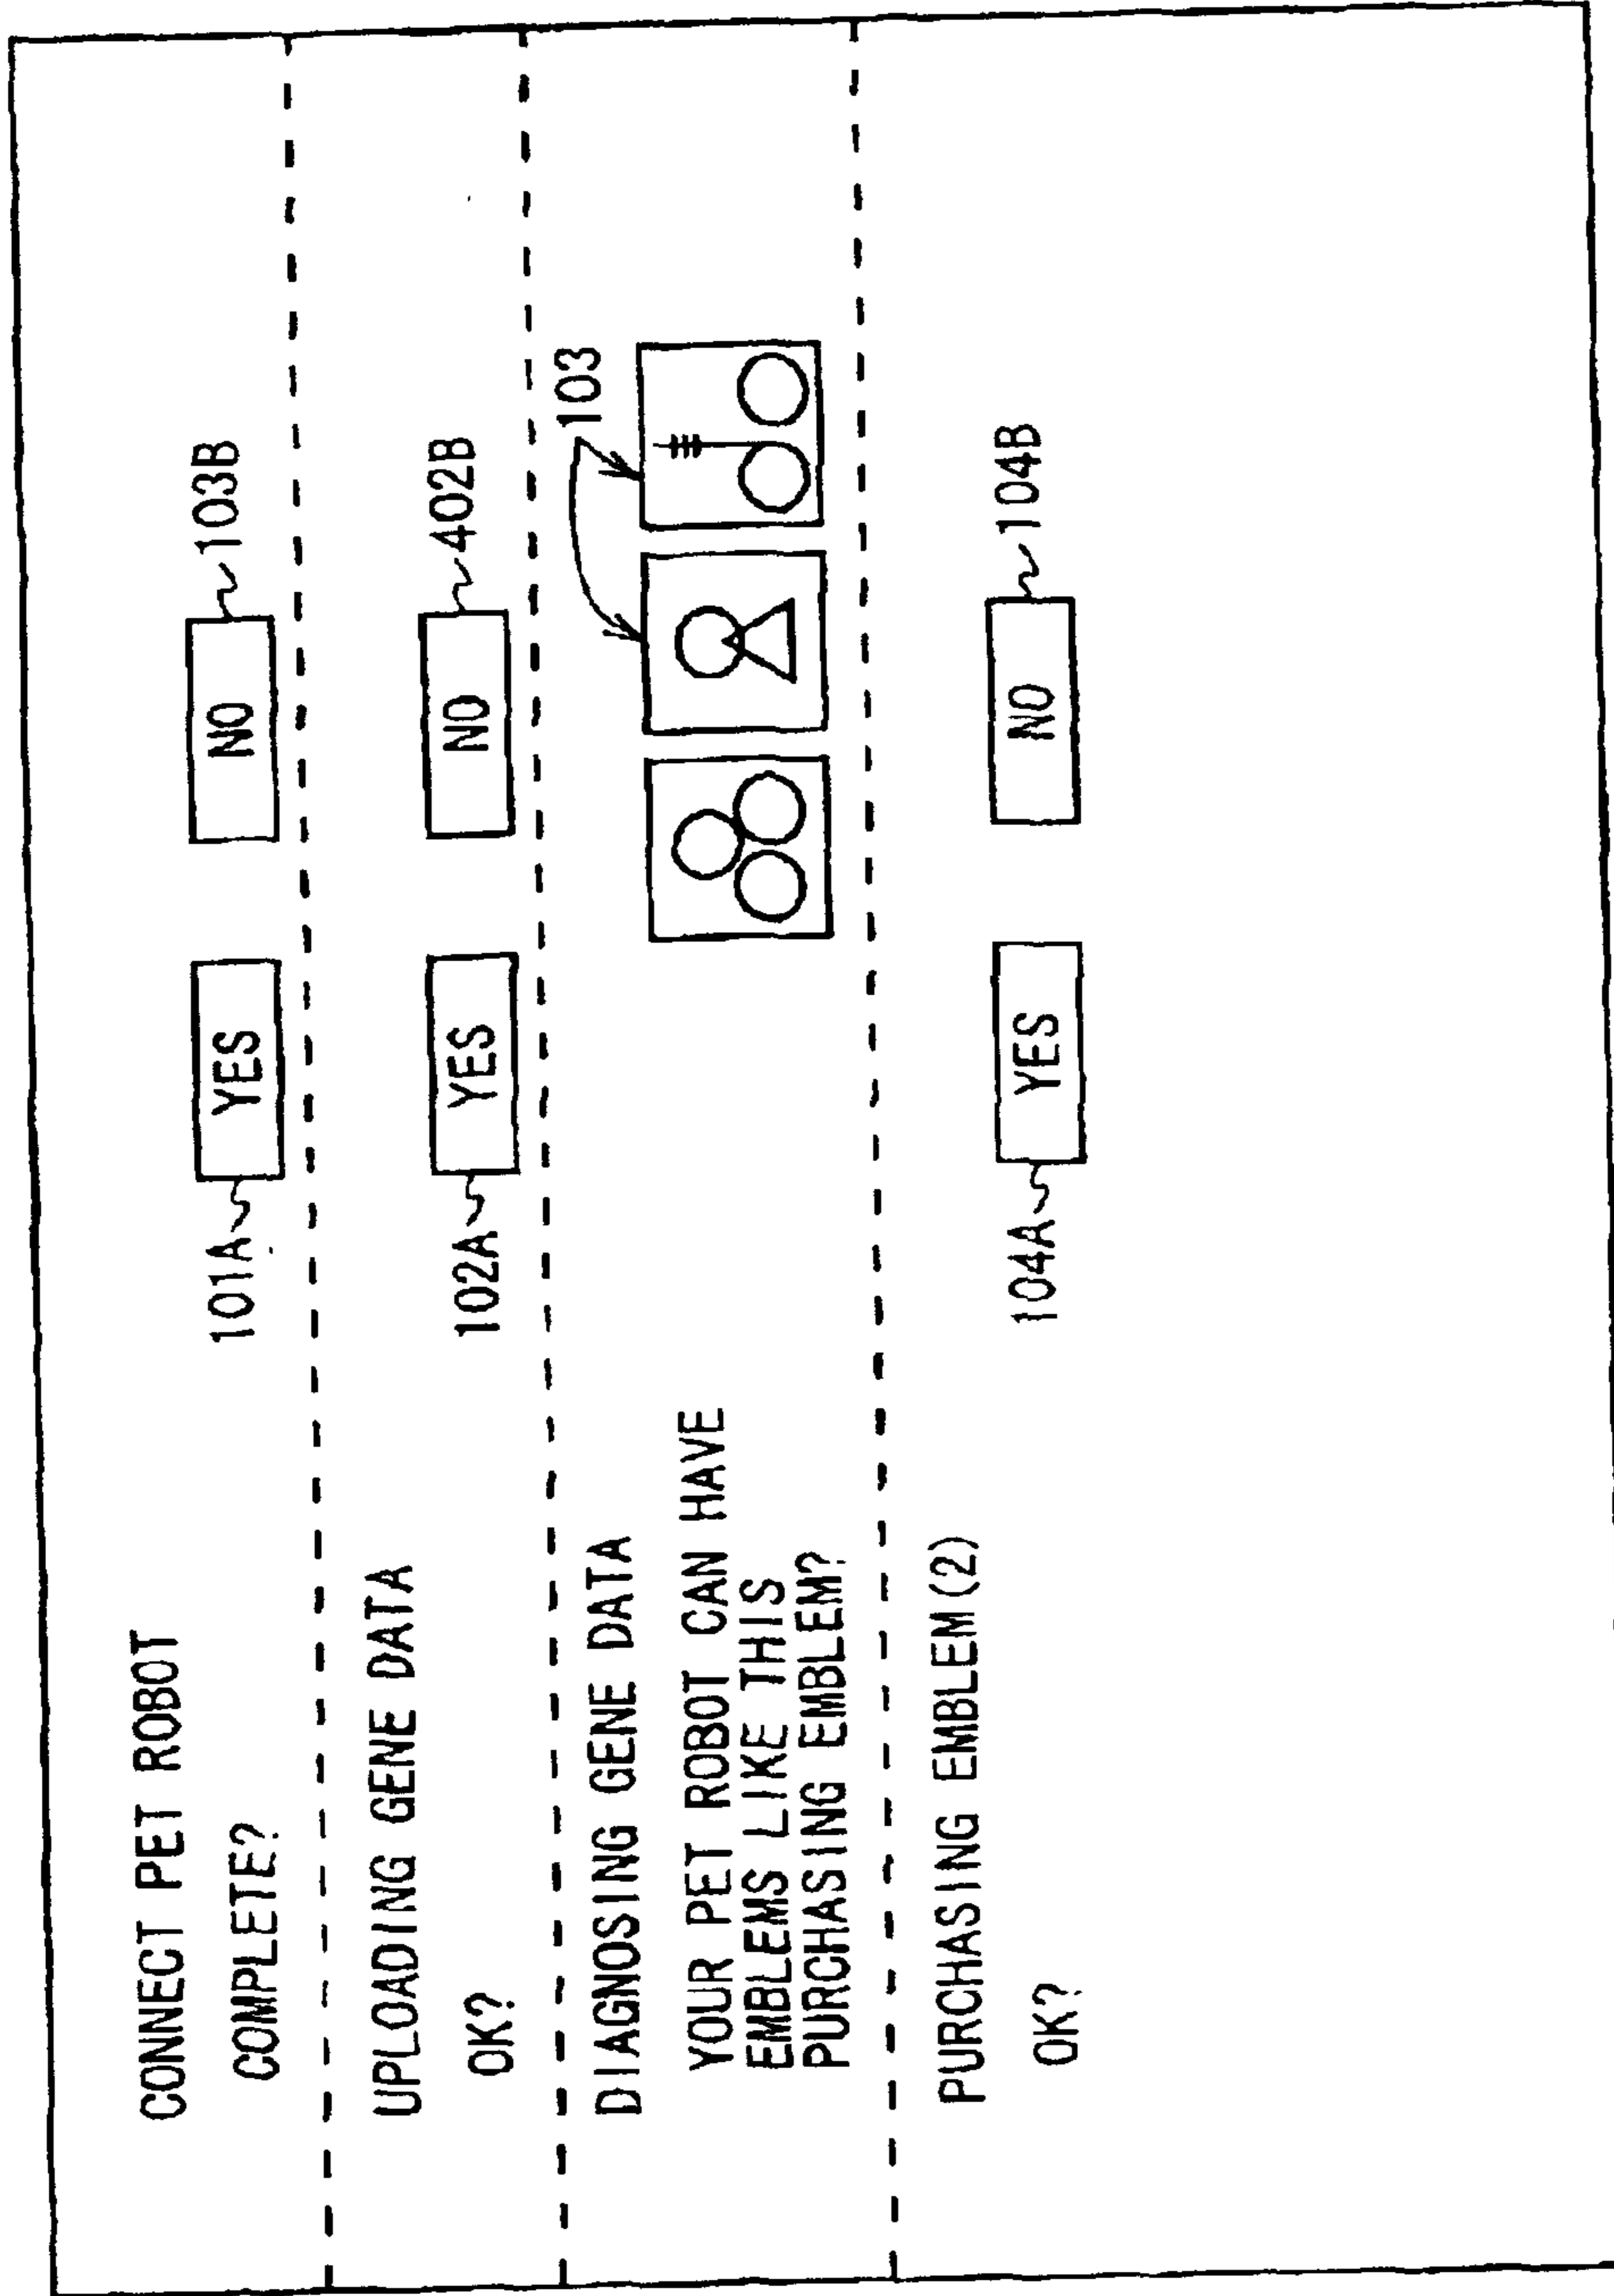 CONNECT PET ROBOT
COMPLETE? 101A YES NO 103B
UPLOADING GENE DATA
OK? 102A YES NO 402B
DIAGNOSING GENE DATA 103
YOUR PET ROBOT CAN HAVE
EMBLEMS LIKE THIS
PURCHASING EMBLEM?
PURCHASING EMBLEM(2)
OK? 104A YES NO 104B